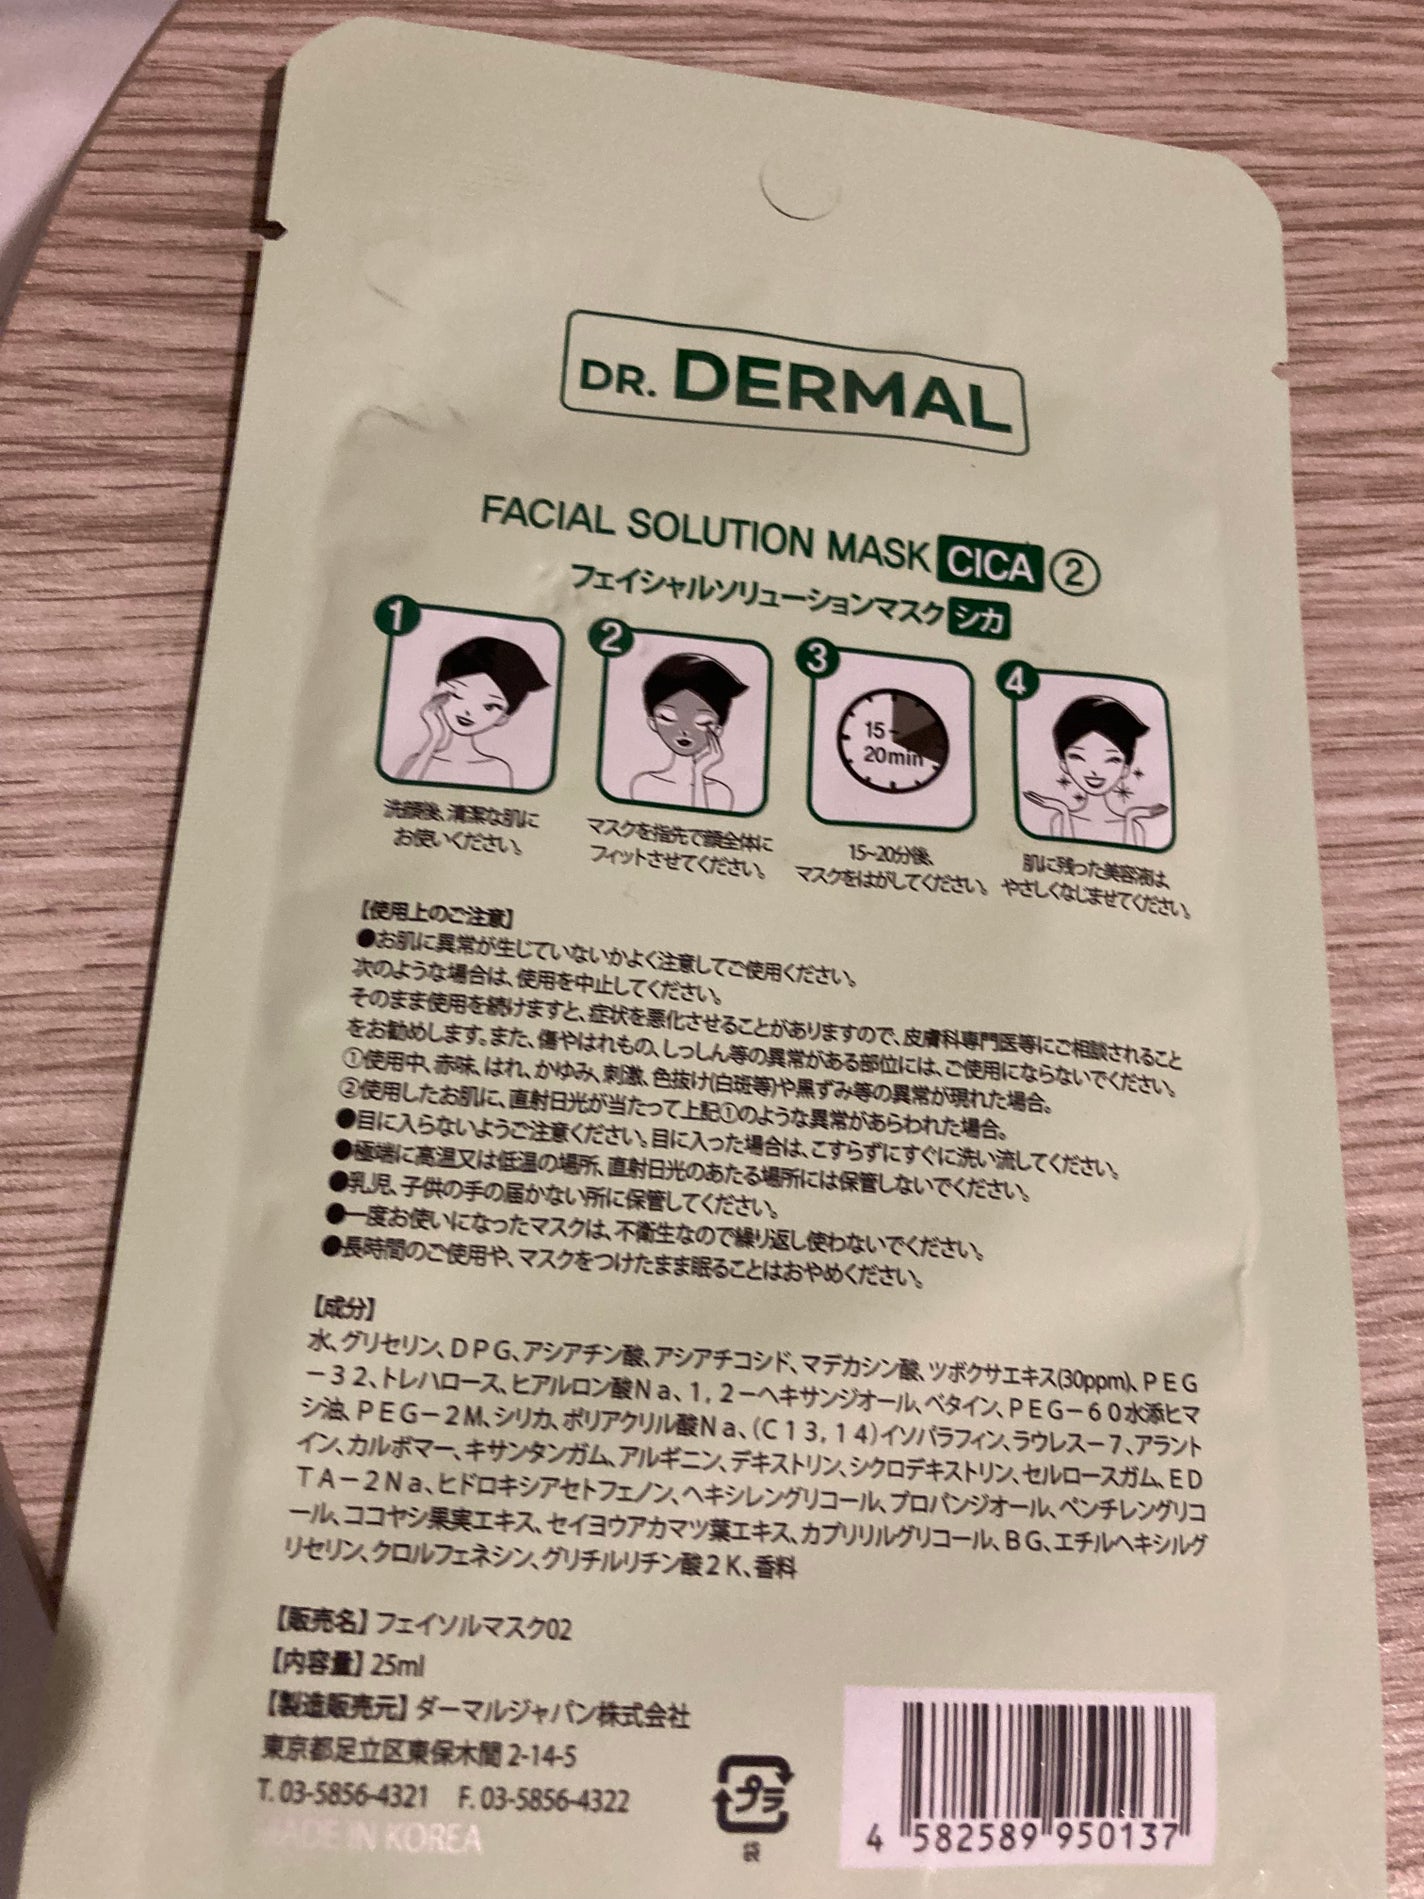 DR. DERMAL
FACIAL SOLUTION MASK CICA ②
フェイシャルソリューションマスク シカ
1
2
3
4
15-
20min
洗顔後、清潔な肌に
お使いください。
マスクを指先で顔全体に
フィットさせてください。
15~20分後、
マスクをはがしてください。
肌に残った美容液は、
やさしくなじませてください。
【使用上のご注意】
●お肌に異常が生じていないかよく注意してご使用ください。
次のような場合は、使用を中止してください。
そのまま使用を続けますと、症状を悪化させることがありますので、皮膚科専門医等にご相談されること
をお勧めします。また、傷やはれもの、しっしん等の異常がある部位には、ご使用にならないでください。
①使用中、赤味、はれ、かゆみ、刺激、色抜け(白斑等)や黒ずみ等の異常が現れた場合。
②使用したお肌に、直射日光が当たって上記①のような異常があらわれた場合。
●目に入らないようご注意ください。目に入った場合は、こすらずにすぐに洗い流してください。
●極端に高温又は低温の場所、直射日光のあたる場所には保管しないでください。
●乳児、子供の手の届かない所に保管してください。
●一度お使いになったマスクは、不衛生なので繰り返し使わないでください。
●長時間のご使用や、マスクをつけたまま眠ることはおやめください。
【成分】
水、グリセリン、DPG、アシアチン酸、アシアチコシド、マデカシン酸、ツボクサエキス(30ppm)、PEG
-32、トレハロース、ヒアルロン酸Na、1,2-ヘキサンジオール、ベタイン、PEG-60水添ヒマ
シ油、PEG-2M、シリカ、ポリアクリル酸Na、(C13,14)イソパラフィン、ラウレス-7、アラント
イン、カルボマー、キサンタンガム、アルギニン、デキストリン、シクロデキストリン、セルロースガム、ED
TA-2Na、ヒドロキシアセトフェノン、ヘキシレングリコール、プロパンジオール、ペンチレングリコ
ール、ココヤシ果実エキス、セイヨウアカマツ葉エキス、カプリリルグリコール、BG、エチルヘキシルグ
リセリン、クロルフェネシン、グリチルリチン酸2K、香料
【販売名】フェイソルマスク02
【内容量】25ml
【製造販売元】ダーマルジャパン株式会社
東京都足立区東保木間 2-14-5
T. 03-5856-4321 F. 03-5856-4322
MADE IN KOREA
プラ
袋
4 582589 950137